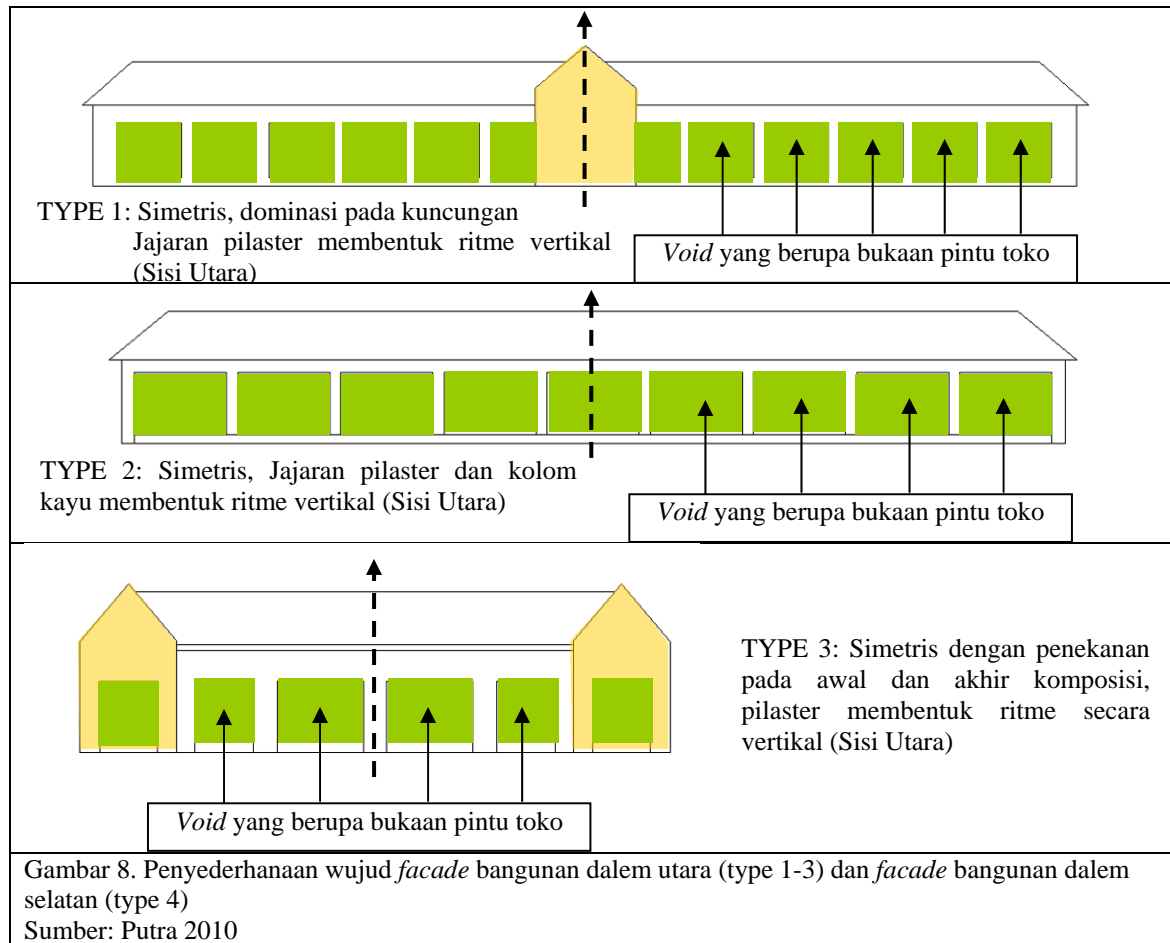 TYPE 1: Simetris, dominasi pada kuncungan
Jajaran pilaster membentuk ritme vertikal
(Sisi Utara)
Void yang berupa bukaan pintu toko
TYPE 2: Simetris, Jajaran pilaster dan kolom
kayu membentuk ritme vertikal (Sisi Utara)
Void yang berupa bukaan pintu toko
TYPE 3: Simetris dengan penekanan
pada awal dan akhir komposisi,
pilaster membentuk ritme secara
vertikal (Sisi Utara)
Void yang berupa bukaan pintu toko
Gambar 8. Penyederhanaan wujud facade bangunan dalem utara (type 1-3) dan facade bangunan dalem
selatan (type 4)
Sumber: Putra 2010